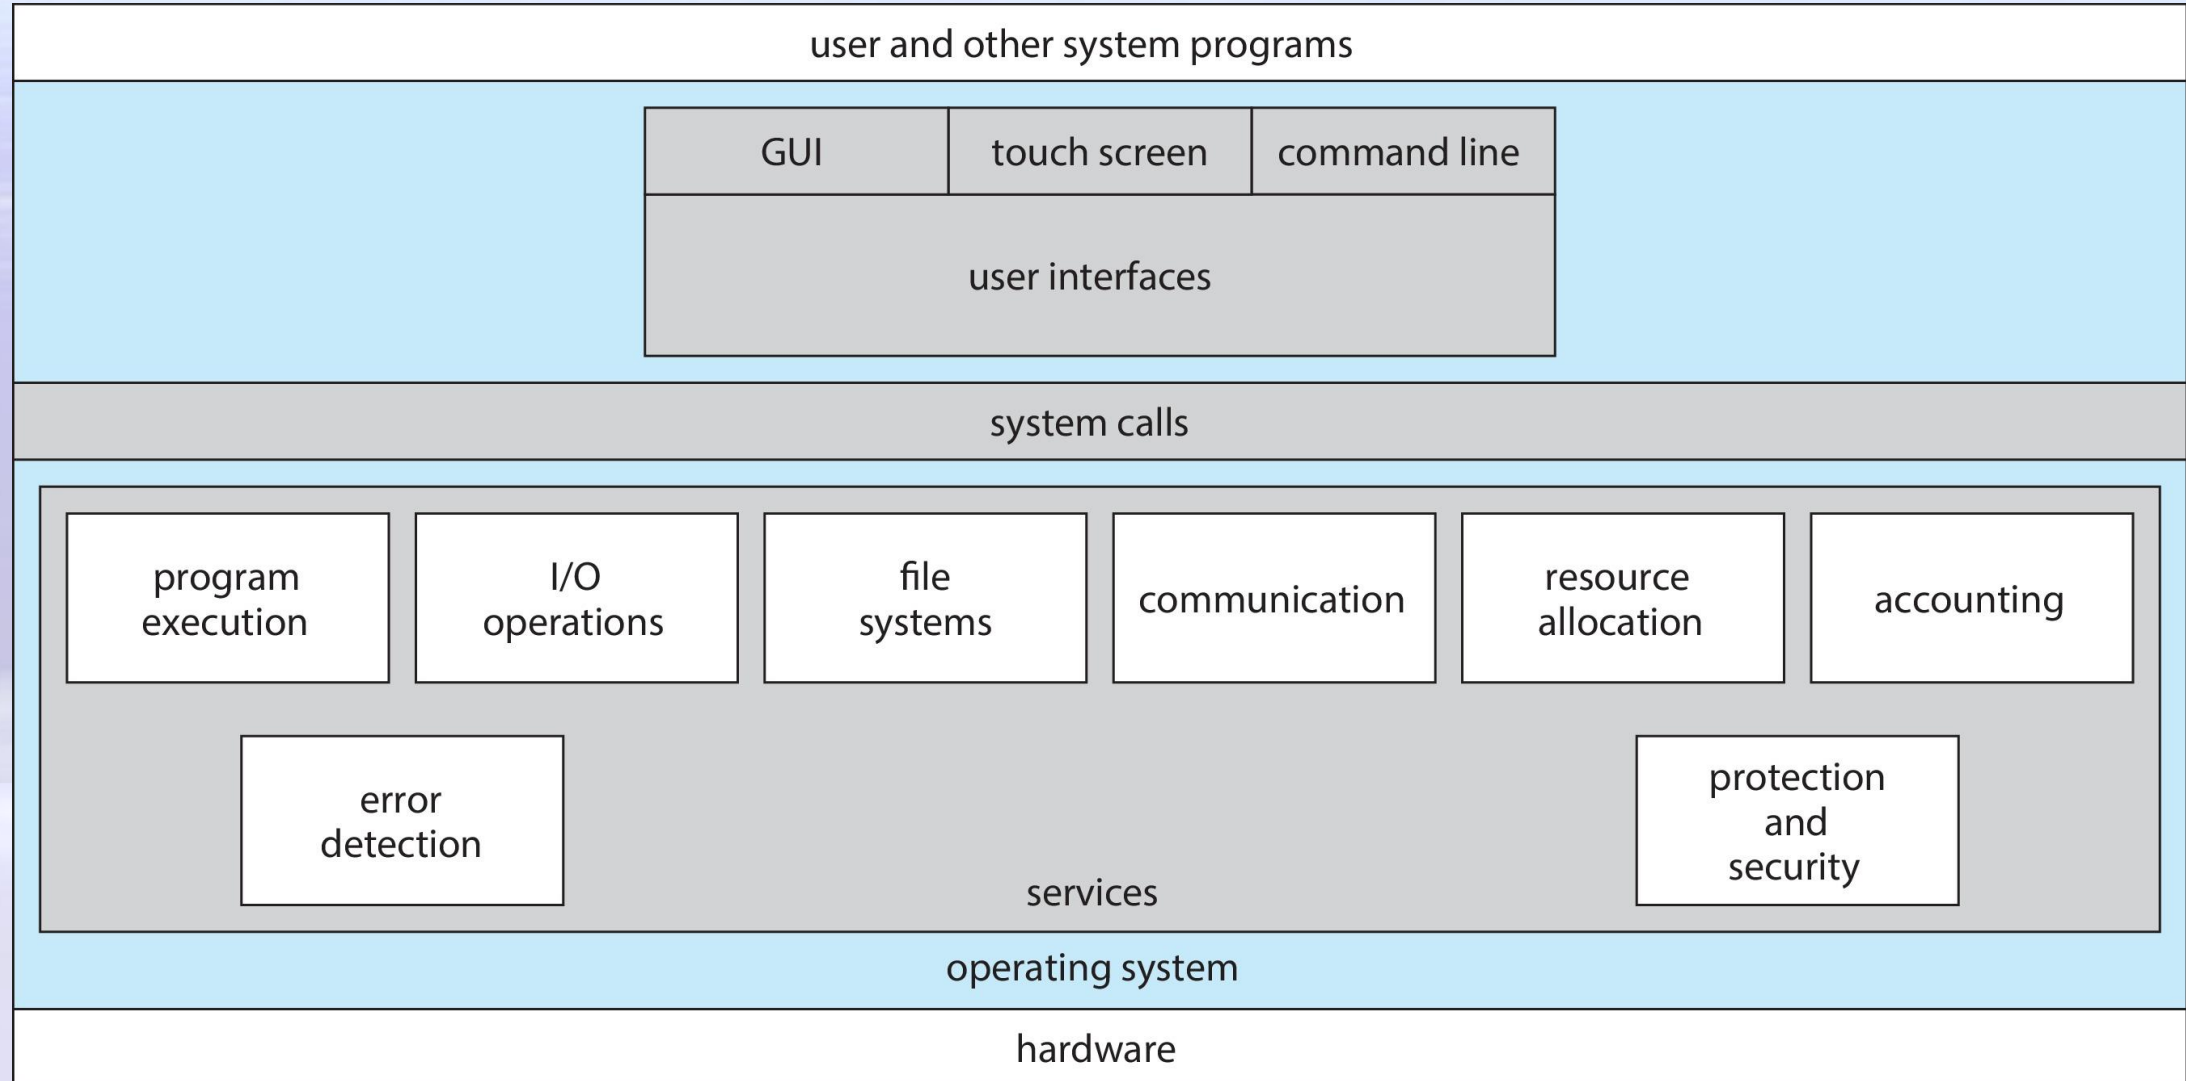 user and other system programs
GUI
touch screen
command line
user interfaces
system calls
program
execution
I/O
operations
file
systems
communication
resource
allocation
accounting
error
detection
protection
and
security
services
operating system
hardware